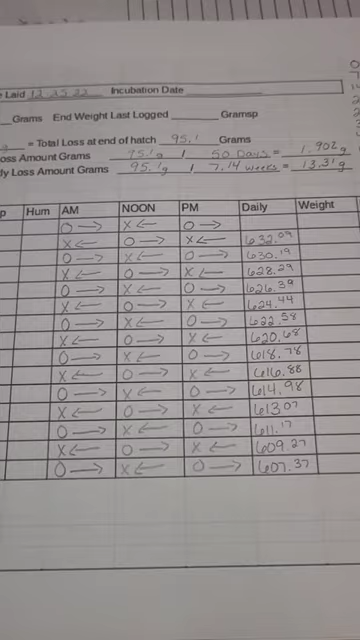 Laid 12.25.22 Incubation Date
Grams End Weight Last Logged Gramsp
g = Total Loss at end of hatch 95.1 Grams
oss Amount Grams 95.1g / 50 Days = 1.902g
ly Loss Amount Grams 95.1g / 7.14 weeks = 13.31g
p Hum AM NOON PM Daily Weight
O → X ← O →
X ← O → X ← 632.09
O → X ← O → 630.19
X ← O → X ← 628.29
O → X ← O → 626.39
X ← O → X ← 624.44
O → X ← O → 622.58
X ← O → X ← 620.68
O → X ← O → 618.78
X ← O → X ← 616.88
O → X ← O → 614.98
X ← O → X ← 613.07
O → X ← O → 611.17
X ← O → X ← 609.27
O → X ← O → 607.37